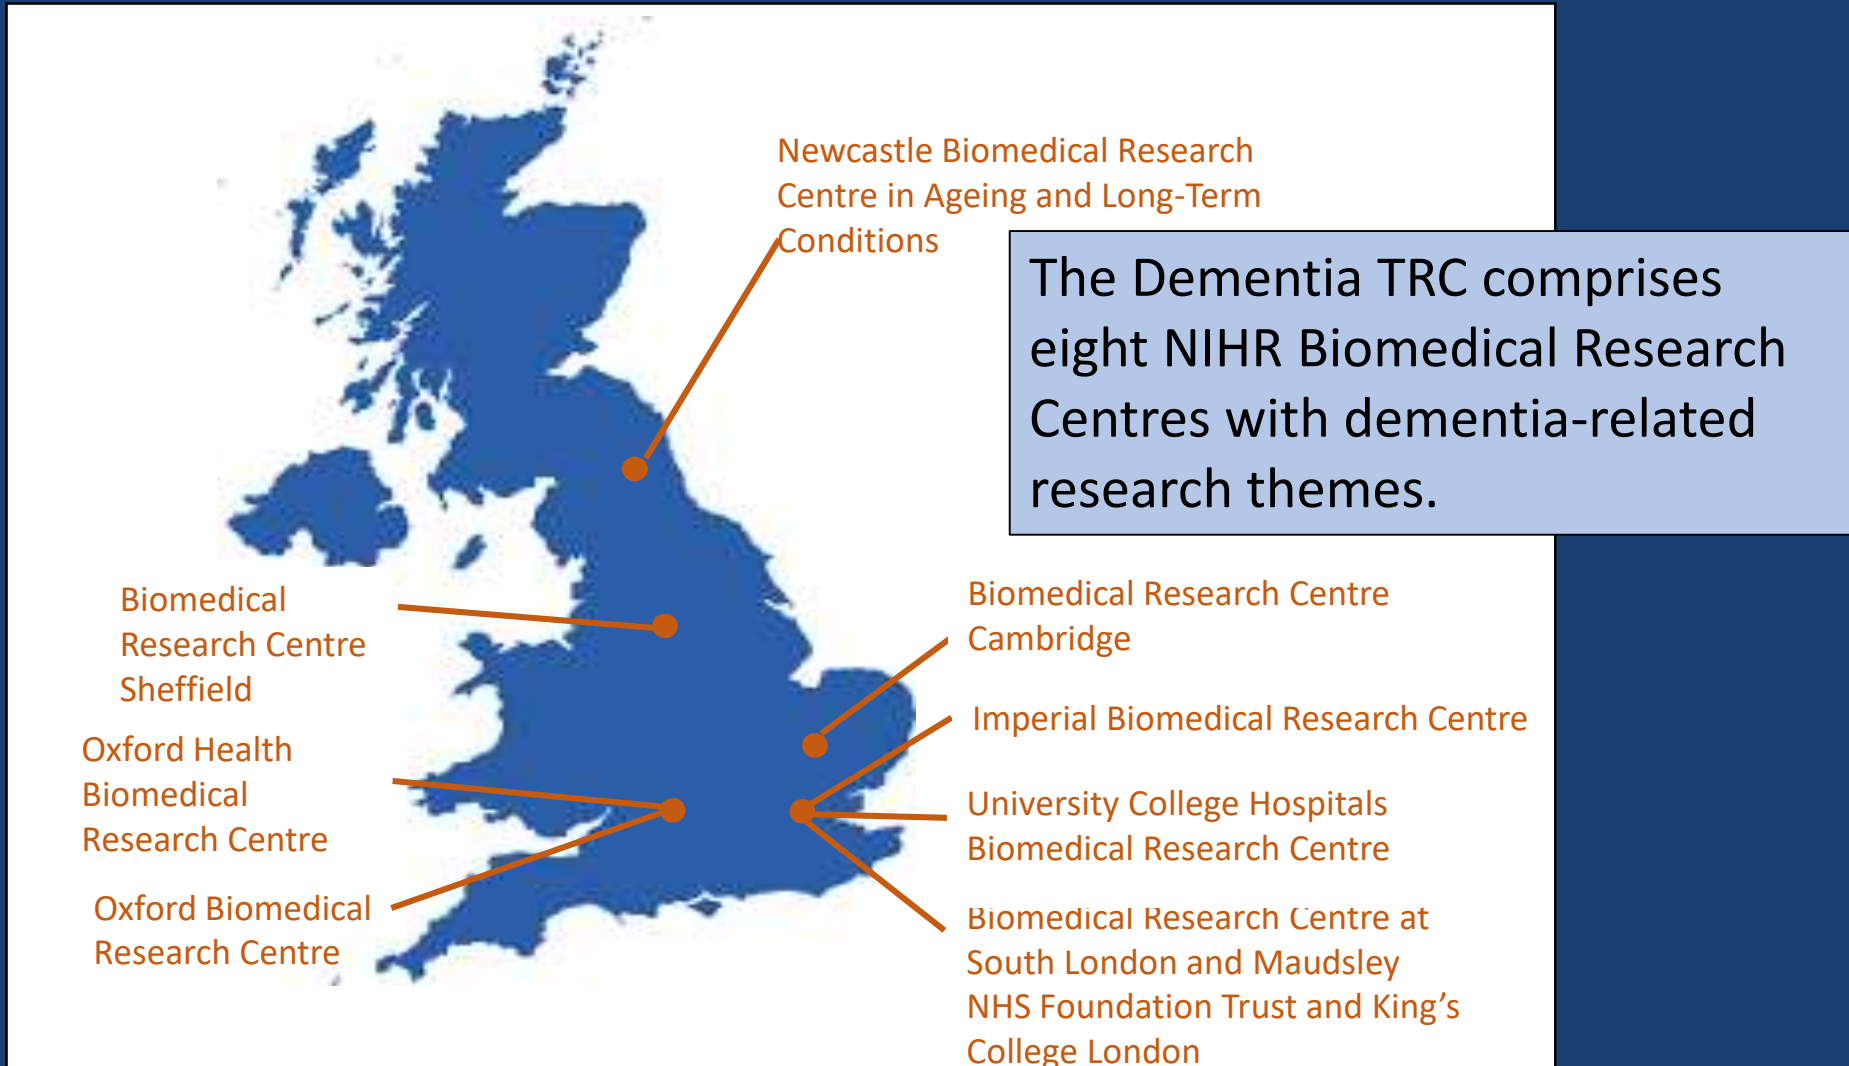 Newcastle Biomedical Research
Centre in Ageing and Long-Term
Conditions
The Dementia TRC comprises
eight NIHR Biomedical Research
Centres with dementia-related
research themes.
Biomedical
Research Centre
Sheffield
Oxford Health
Biomedical
Research Centre
Oxford Biomedical
Research Centre
Biomedical Research Centre
Cambridge
Imperial Biomedical Research Centre
University College Hospitals
Biomedical Research Centre
Biomedical Research Centre at
South London and Maudsley
NHS Foundation Trust and King’s
College London